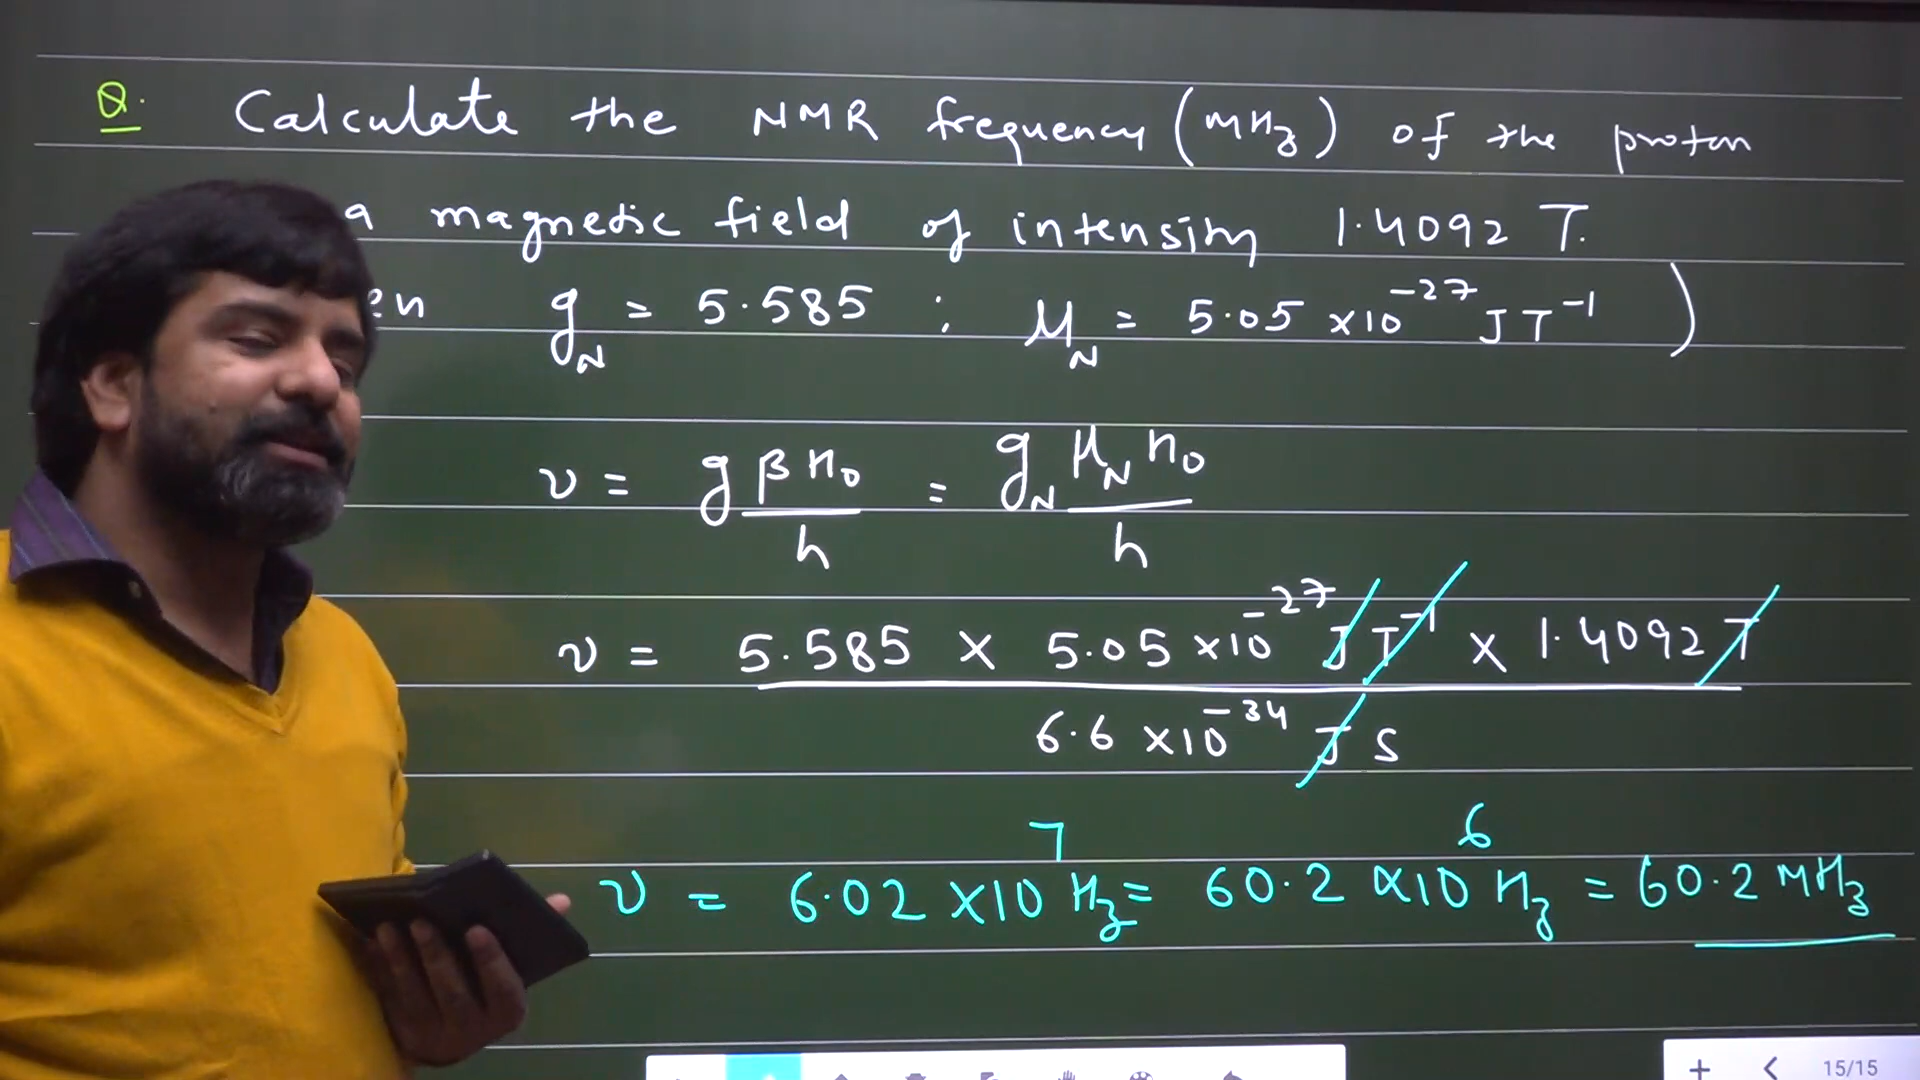 Q. Calculate the NMR frequency (MHz) of the proton
a magnetic field of intensity 1.4092 T.
en g_N = 5.585 ; μ_N = 5.05 ×10^-27 J T^-1 )
ν = gβH₀/h = g_N μ_N H₀/h
ν = 5.585 × 5.05 ×10^-27 J T^-1 × 1.4092 T
6.6 ×10^-34 J S
ν = 6.02 ×10^7 Hz = 60.2 ×10^6 Hz = 60.2 MHz
15/15